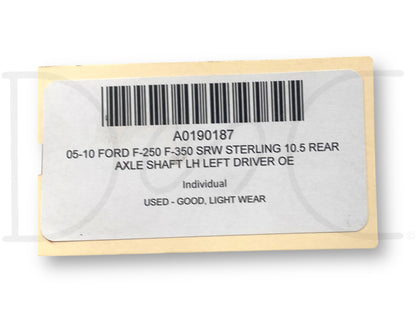 A0190187
05-10 FORD F-250 F-350 SRW STERLING 10.5 REAR
AXLE SHAFT LH LEFT DRIVER OE
Individual
USED - GOOD, LIGHT WEAR